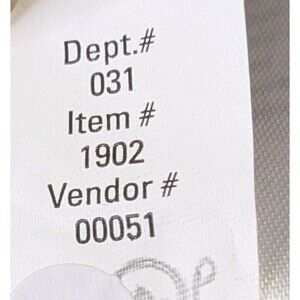 Dept.#
031
Item #
1902
Vendor #
00051